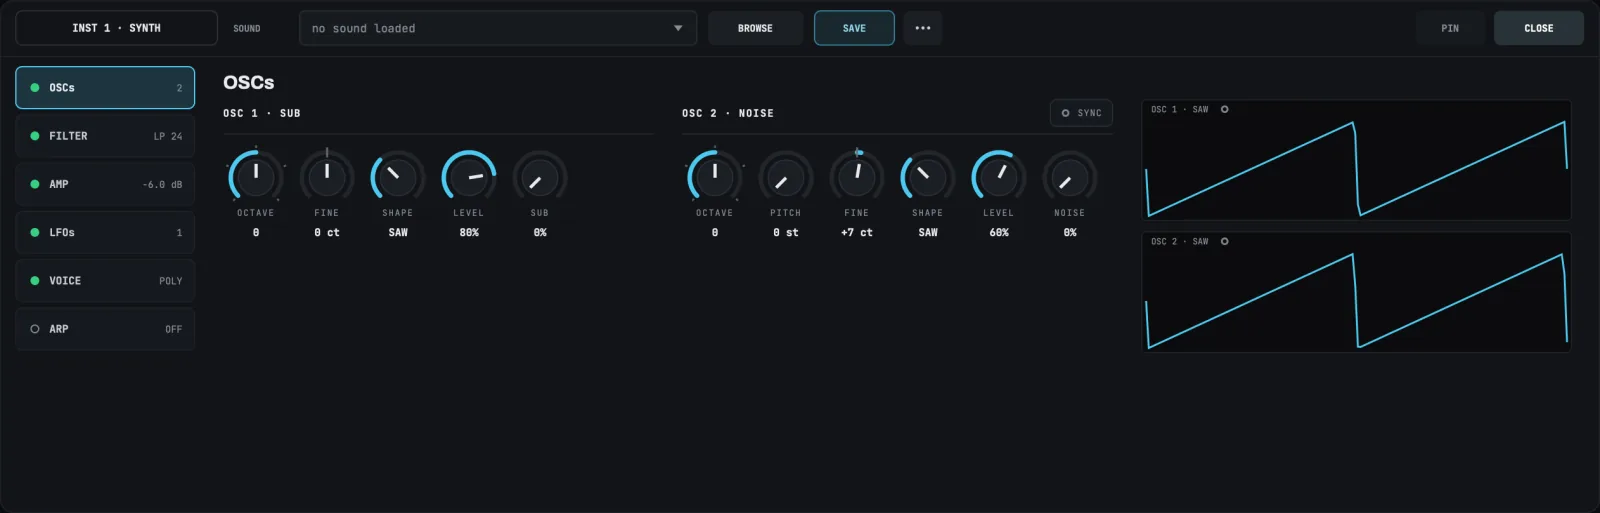 INST 1 · SYNTH
SOUND
no sound loaded
BROWSE
SAVE
•••
PIN
CLOSE
OSCs 2
FILTER LP 24
AMP -6.0 dB
LFOs 1
VOICE POLY
ARP OFF
OSCs
OSC 1 · SUB
OCTAVE FINE SHAPE LEVEL SUB
0 0 ct SAW 80% 0%
OSC 2 · NOISE
SYNC
OCTAVE PITCH FINE SHAPE LEVEL NOISE
0 0 st +7 ct SAW 60% 0%
OSC 1 · SAW
OSC 2 · SAW